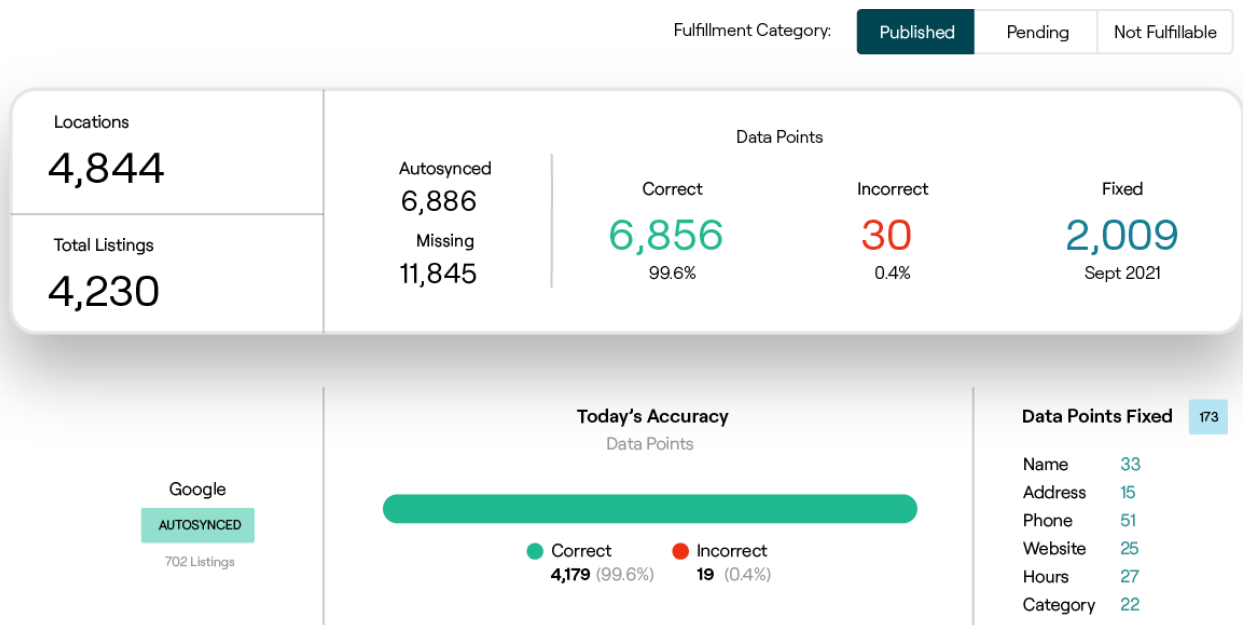 Fulfillment Category: Published Pending Not Fulfillable
Locations
4,844
Total Listings
4,230
Autosynced
6,886
Missing
11,845
Data Points
Correct
6,856
99.6%
Incorrect
30
0.4%
Fixed
2,009
Sept 2021
Google
AUTOSYNCED
702 Listings
Today's Accuracy
Data Points
Correct
4,179 (99.6%)
Incorrect
19 (0.4%)
Data Points Fixed 173
Name 33
Address 15
Phone 51
Website 25
Hours 27
Category 22